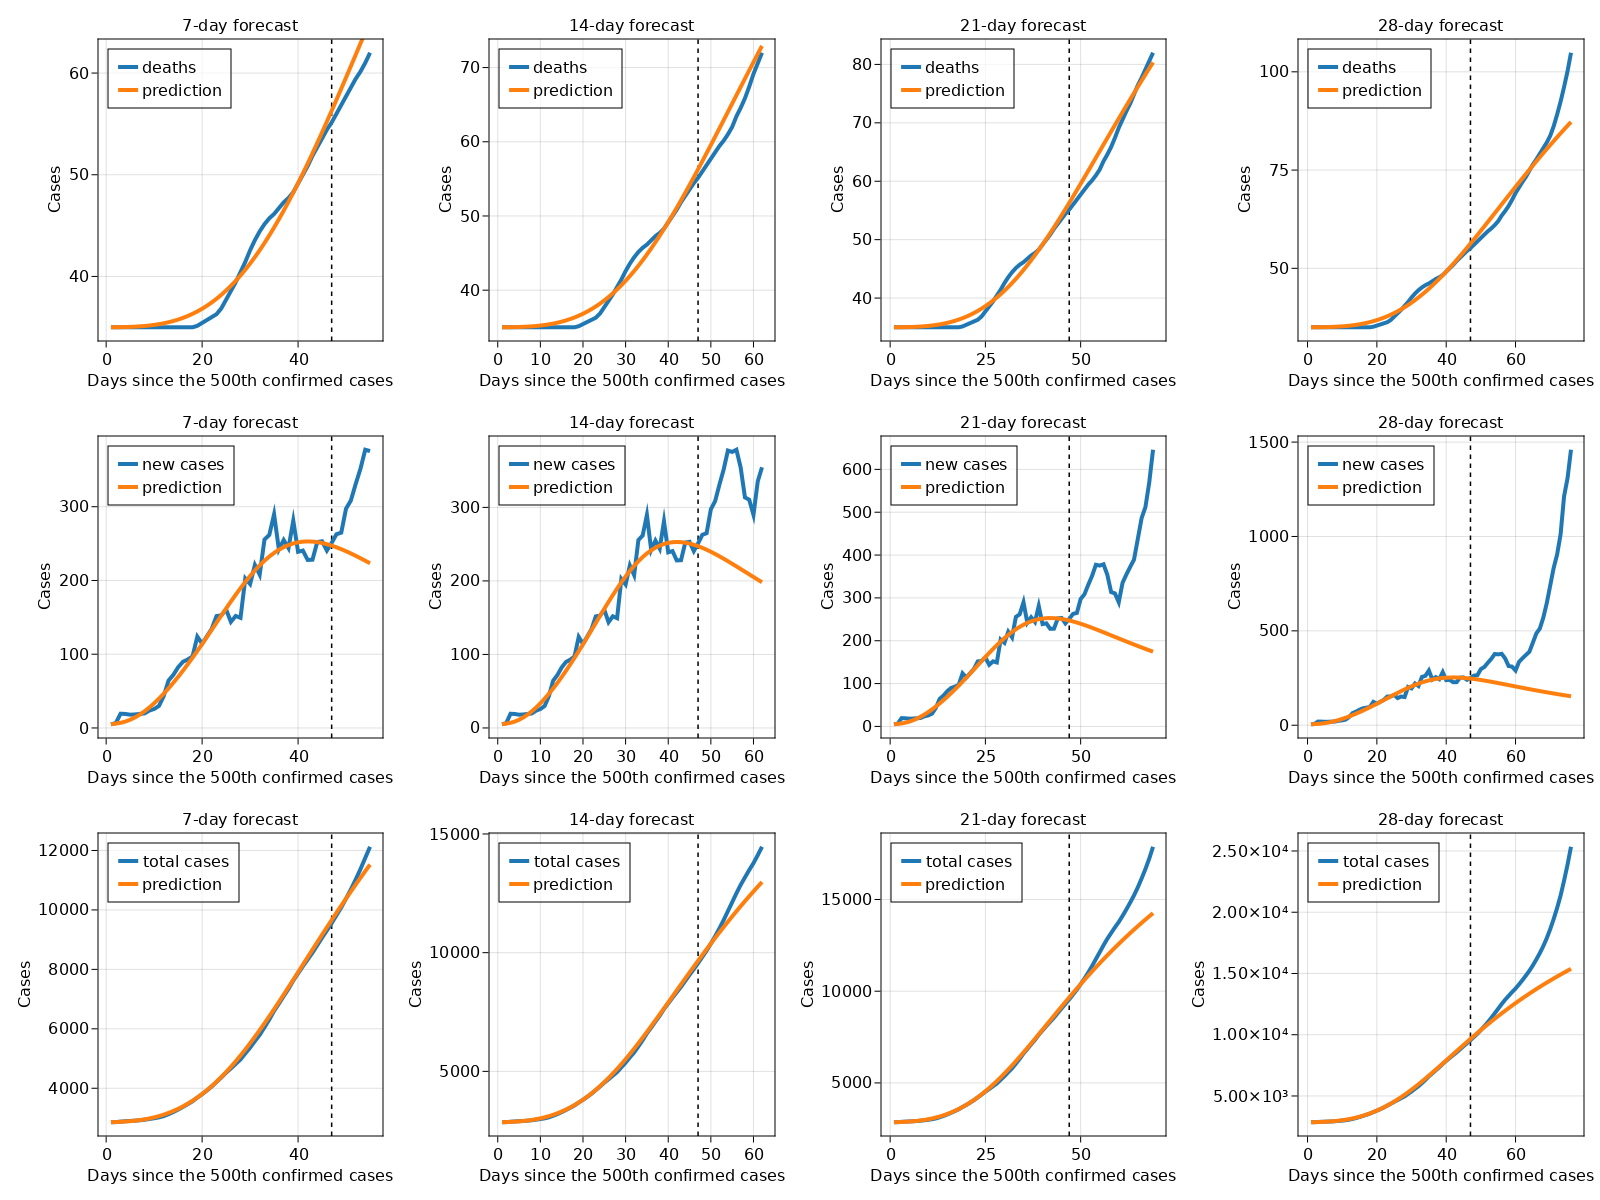 7-day forecast
14-day forecast
21-day forecast
28-day forecast
deaths
prediction
Cases
60
50
40
0 20 40
Days since the 500th confirmed cases
deaths
prediction
Cases
70
60
50
40
0 10 20 30 40 50 60
Days since the 500th confirmed cases
deaths
prediction
Cases
80
70
60
50
40
0 25 50
Days since the 500th confirmed cases
deaths
prediction
Cases
100
75
50
0 20 40 60
Days since the 500th confirmed cases
7-day forecast
14-day forecast
21-day forecast
28-day forecast
new cases
prediction
Cases
300
200
100
0
0 20 40
Days since the 500th confirmed cases
new cases
prediction
Cases
300
200
100
0
0 10 20 30 40 50 60
Days since the 500th confirmed cases
new cases
prediction
Cases
600
500
400
300
200
100
0
0 25 50
Days since the 500th confirmed cases
new cases
prediction
Cases
1500
1000
500
0
0 20 40 60
Days since the 500th confirmed cases
7-day forecast
14-day forecast
21-day forecast
28-day forecast
total cases
prediction
Cases
12000
10000
8000
6000
4000
0 20 40
Days since the 500th confirmed cases
total cases
prediction
Cases
15000
10000
5000
0 10 20 30 40 50 60
Days since the 500th confirmed cases
total cases
prediction
Cases
15000
10000
5000
0 25 50
Days since the 500th confirmed cases
total cases
prediction
Cases
2.50×10⁴
2.00×10⁴
1.50×10⁴
1.00×10⁴
5.00×10³
0 20 40 60
Days since the 500th confirmed cases